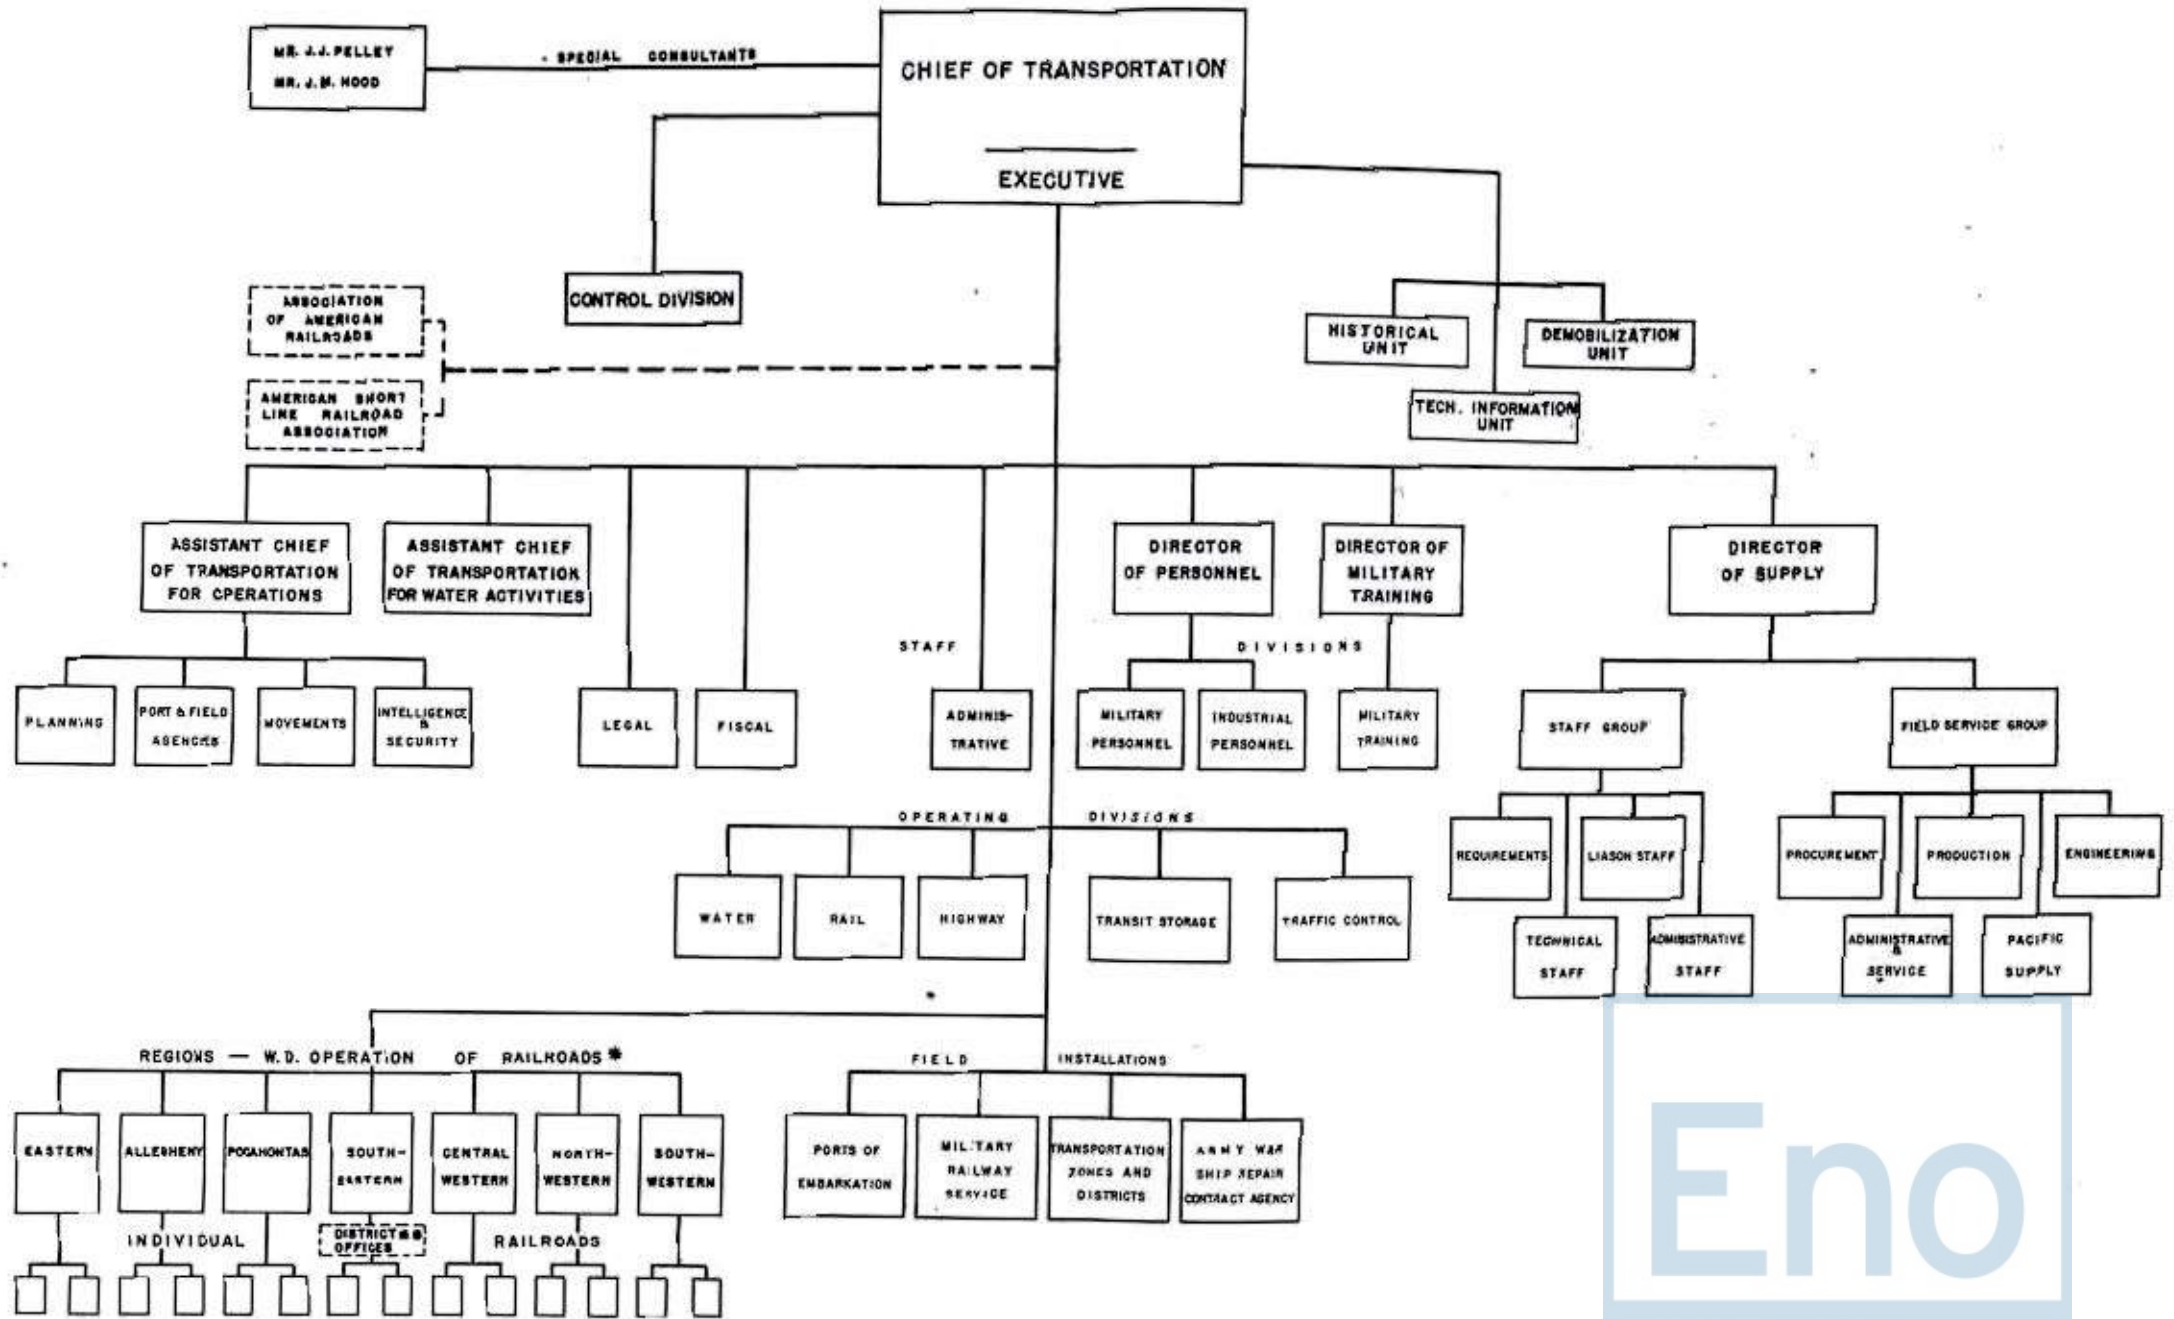 MR. J.J. PELLEY
MR. J.M. HOOD
SPECIAL CONSULTANTS
CHIEF OF TRANSPORTATION
EXECUTIVE
CONTROL DIVISION
ASSOCIATION
OF AMERICAN
RAILROADS
AMERICAN SHORT
LINE RAILROAD
ASSOCIATION
HISTORICAL
UNIT
DEMOBILIZATION
UNIT
TECH. INFORMATION
UNIT
ASSISTANT CHIEF
OF TRANSPORTATION
FOR OPERATIONS
ASSISTANT CHIEF
OF TRANSPORTATION
FOR WATER ACTIVITIES
DIRECTOR
OF PERSONNEL
DIRECTOR OF
MILITARY
TRAINING
DIRECTOR
OF SUPPLY
STAFF DIVISIONS
PLANNING
PORT & FIELD
AGENCIES
MOVEMENTS
INTELLIGENCE
&
SECURITY
LEGAL
FISCAL
ADMINIS-
TRATIVE
MILITARY
PERSONNEL
INDUSTRIAL
PERSONNEL
MILITARY
TRAINING
STAFF GROUP
FIELD SERVICE GROUP
OPERATING DIVISIONS
WATER
RAIL
HIGHWAY
TRANSIT STORAGE
TRAFFIC CONTROL
REQUIREMENTS
LIASON STAFF
PROCUREMENT
PRODUCTION
ENGINEERING
TECHNICAL
STAFF
ADMINISTRATIVE
STAFF
ADMINISTRATIVE
&
SERVICE
PACIFIC
SUPPLY
REGIONS — W.D. OPERATION OF RAILROADS *
FIELD INSTALLATIONS
EASTERN
ALLEGHENY
POCAHONTAS
SOUTH-
EASTERN
CENTRAL
WESTERN
NORTH-
WESTERN
SOUTH-
WESTERN
PORTS OF
EMBARKATION
MILITARY
RAILWAY
SERVICE
TRANSPORTATION
ZONES AND
DISTRICTS
ARMY WAR
SHIP REPAIR
CONTRACT AGENCY
INDIVIDUAL RAILROADS
DISTRICT **
OFFICES
Eno